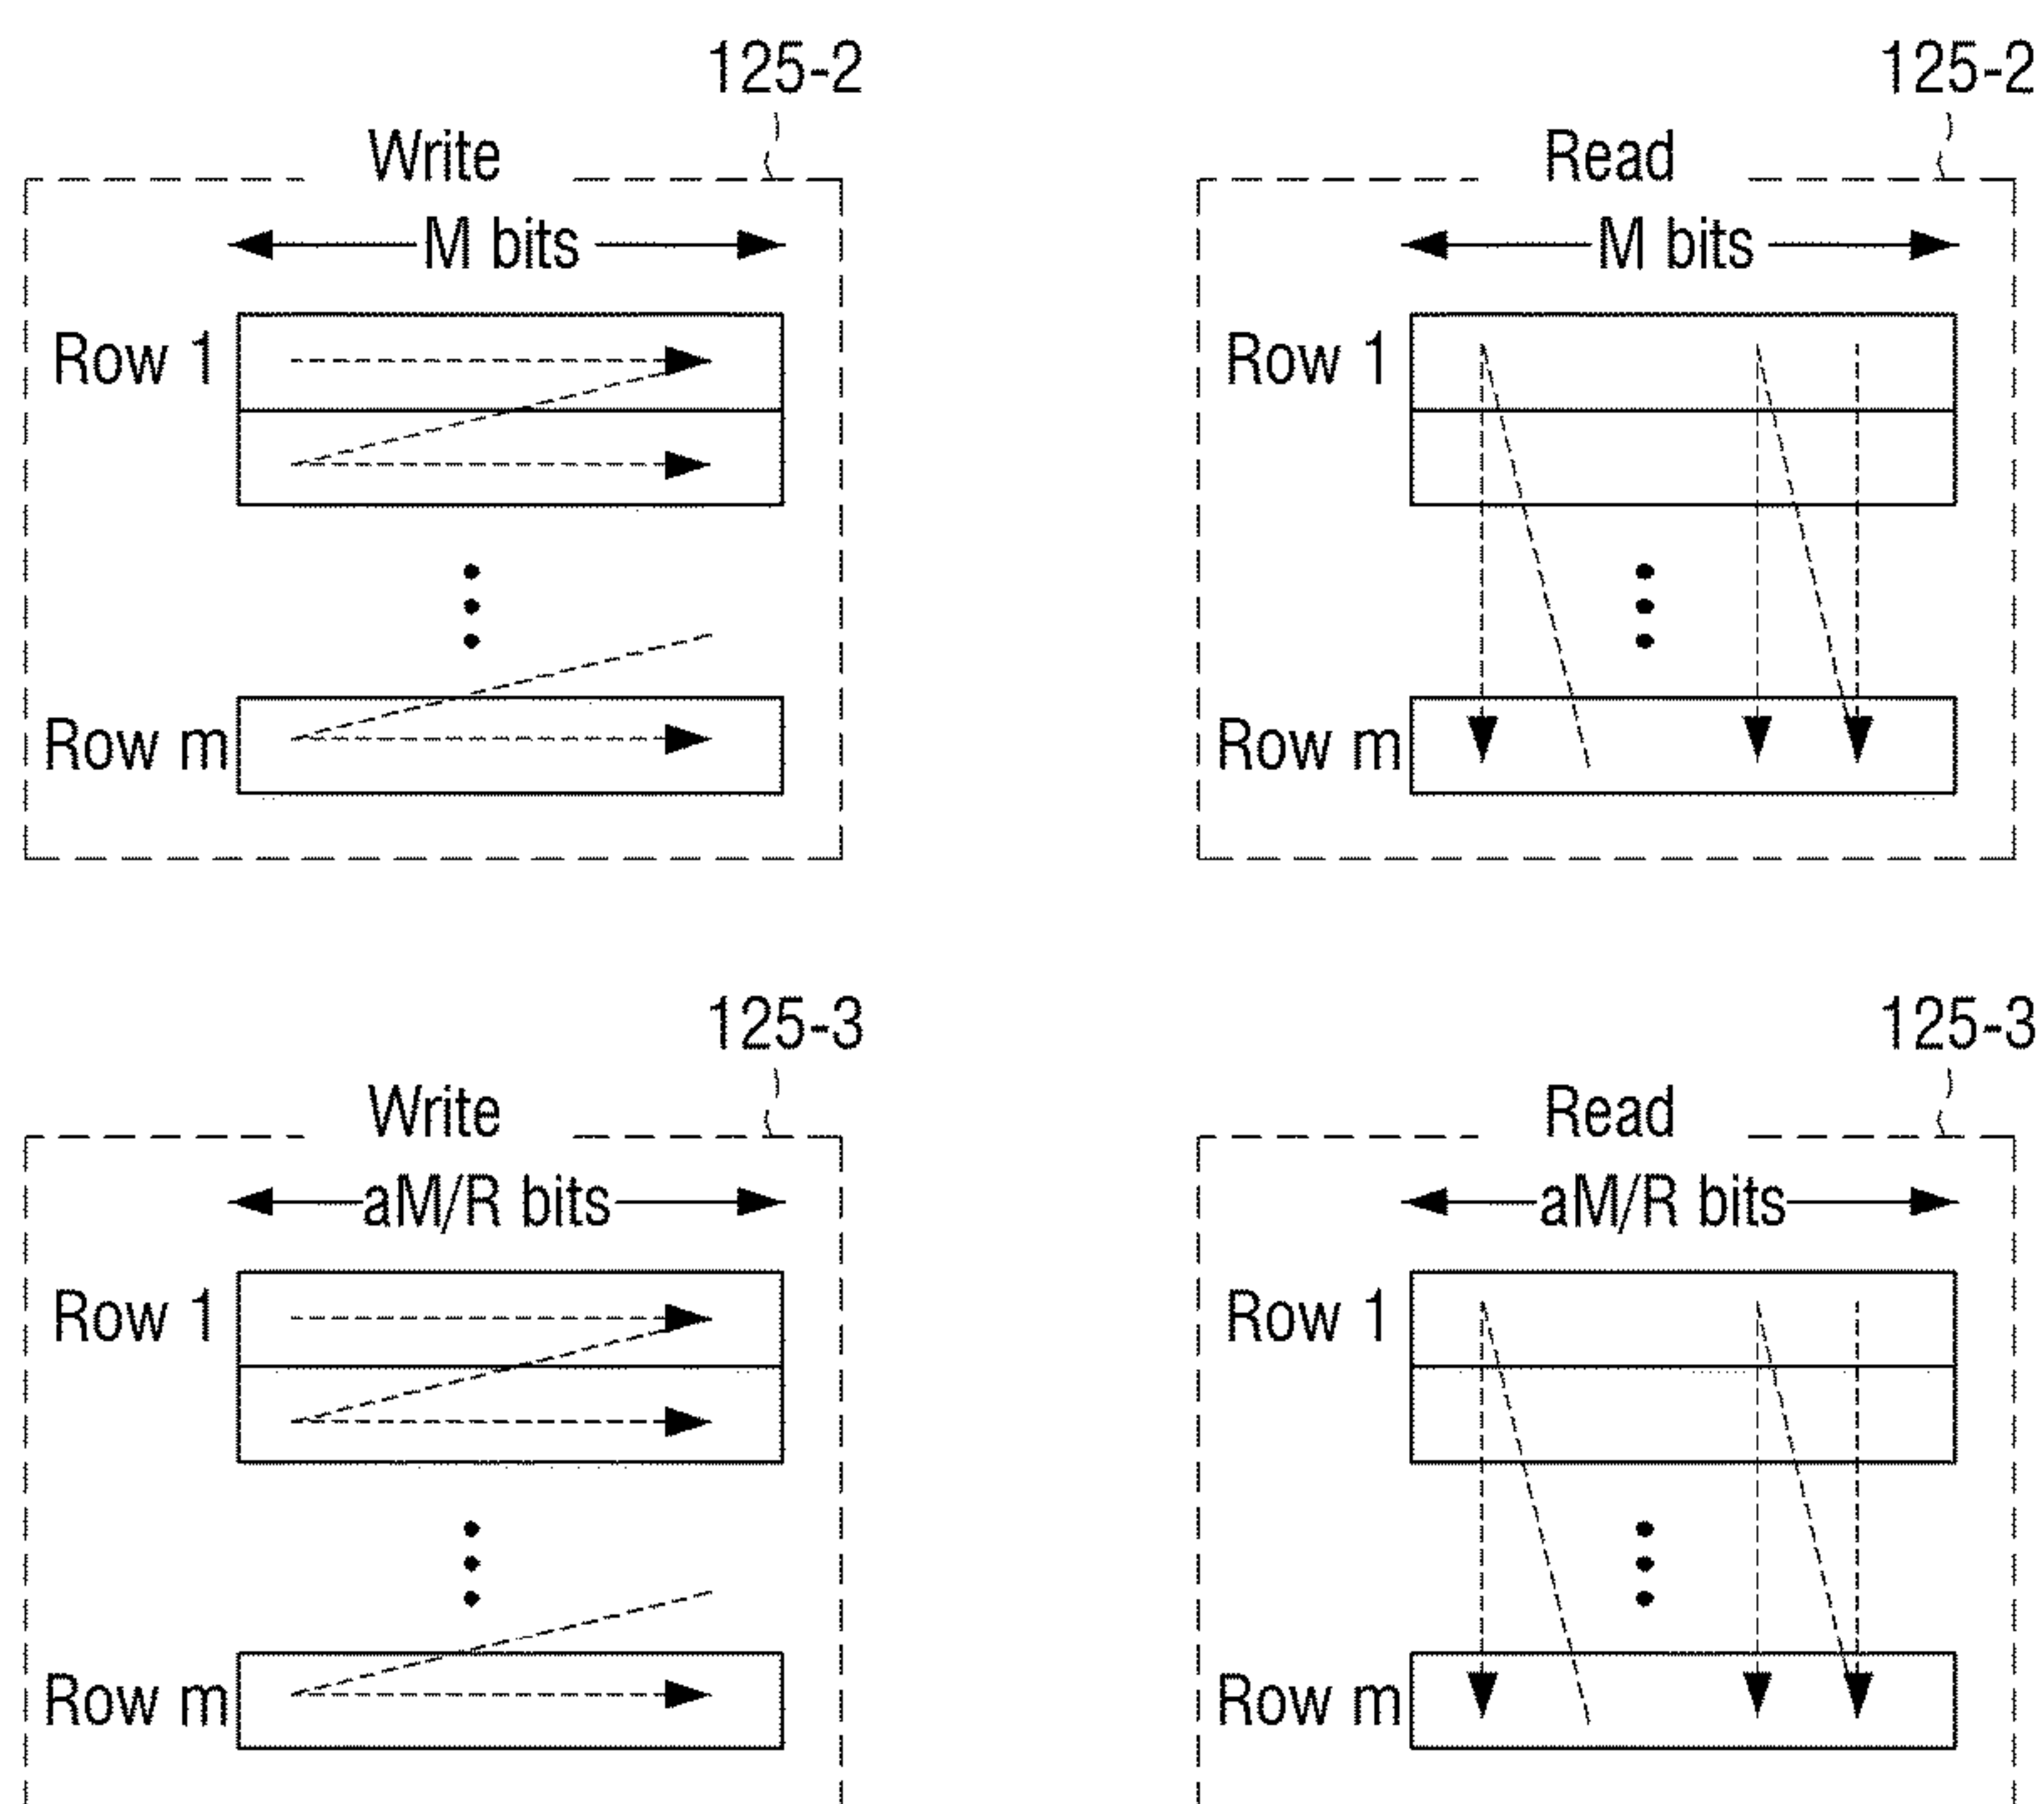 125-2
Write
M bits
Row 1
Row m
125-2
Read
M bits
Row 1
Row m
125-3
Write
aM/R bits
Row 1
Row m
125-3
Read
aM/R bits
Row 1
Row m